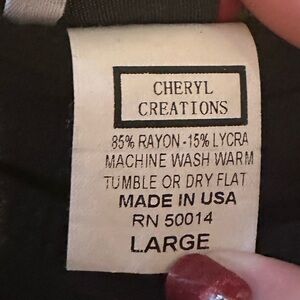 CHERYL
CREATIONS
85% RAYON-15% LYCRA
MACHINE WASH WARM
TUMBLE OR DRY FLAT
MADE IN USA
RN 50014
LARGE